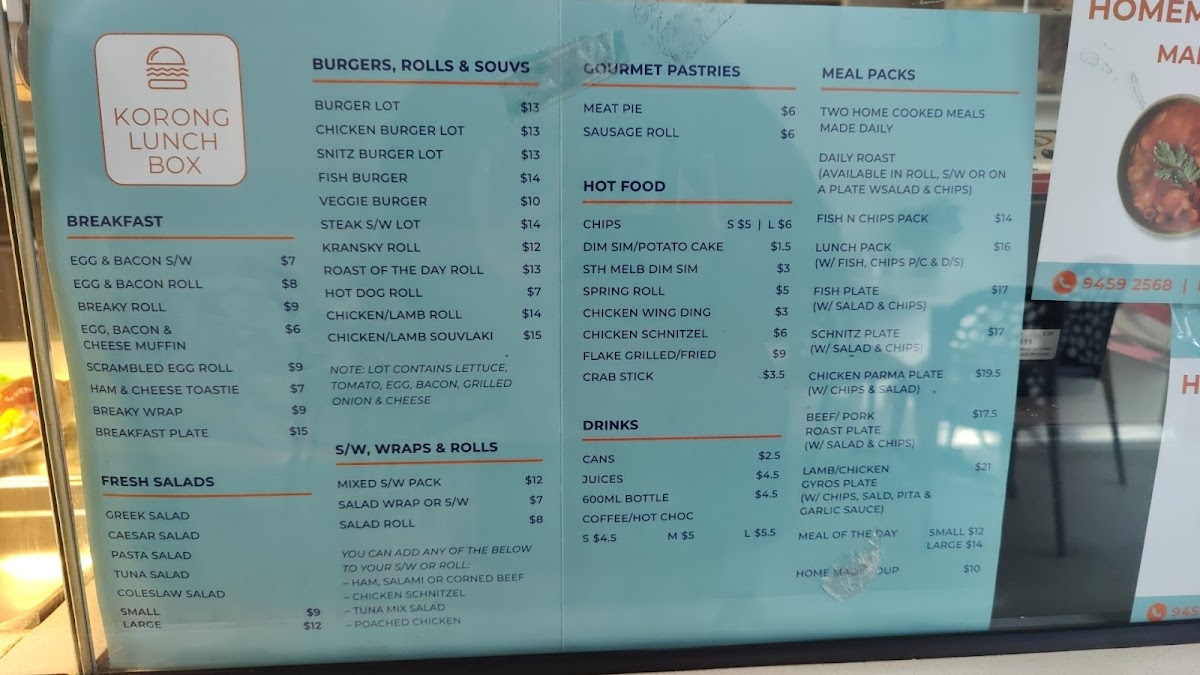 KORONG
LUNCH
BOX
BREAKFAST
EGG & BACON S/W $7
EGG & BACON ROLL $8
BREAKY ROLL $9
EGG, BACON & $6
CHEESE MUFFIN
SCRAMBLED EGG ROLL $9
HAM & CHEESE TOASTIE $7
BREAKY WRAP $9
BREAKFAST PLATE $15
FRESH SALADS
GREEK SALAD
CAESAR SALAD
PASTA SALAD
TUNA SALAD
COLESLAW SALAD
SMALL $9
LARGE $12
BURGERS, ROLLS & SOUVS
BURGER LOT $13
CHICKEN BURGER LOT $13
SNITZ BURGER LOT $13
FISH BURGER $14
VEGGIE BURGER $10
STEAK S/W LOT $14
KRANSKY ROLL $12
ROAST OF THE DAY ROLL $13
HOT DOG ROLL $7
CHICKEN/LAMB ROLL $14
CHICKEN/LAMB SOUVLAKI $15
NOTE: LOT CONTAINS LETTUCE,
TOMATO, EGG, BACON, GRILLED
ONION & CHEESE
S/W, WRAPS & ROLLS
MIXED S/W PACK $12
SALAD WRAP OR S/W $7
SALAD ROLL $8
YOU CAN ADD ANY OF THE BELOW
TO YOUR S/W OR ROLL:
– HAM, SALAMI OR CORNED BEEF
– CHICKEN SCHNITZEL
– TUNA MIX SALAD
– POACHED CHICKEN
GOURMET PASTRIES
MEAT PIE $6
SAUSAGE ROLL $6
HOT FOOD
CHIPS S $5 | L $6
DIM SIM/POTATO CAKE $1.5
STH MELB DIM SIM $3
SPRING ROLL $5
CHICKEN WING DING $3
CHICKEN SCHNITZEL $6
FLAKE GRILLED/FRIED $9
CRAB STICK $3.5
DRINKS
CANS $2.5
JUICES $4.5
600ML BOTTLE $4.5
COFFEE/HOT CHOC
S $4.5 M $5 L $5.5
MEAL PACKS
TWO HOME COOKED MEALS
MADE DAILY
DAILY ROAST
(AVAILABLE IN ROLL, S/W OR ON
A PLATE WSALAD & CHIPS)
FISH N CHIPS PACK $14
LUNCH PACK $16
(W/ FISH, CHIPS P/C & D/S)
FISH PLATE $17
(W/ SALAD & CHIPS)
SCHNITZ PLATE $17
(W/ SALAD & CHIPS)
CHICKEN PARMA PLATE $19.5
(W/ CHIPS & SALAD)
BEEF/ PORK $17.5
ROAST PLATE
(W/ SALAD & CHIPS)
LAMB/CHICKEN $21
GYROS PLATE
(W/ CHIPS, SALD, PITA &
GARLIC SAUCE)
MEAL OF THE DAY SMALL $12
LARGE $14
HOME MADE SOUP $10
HOMEM
MA
9459 2568 |
H
945